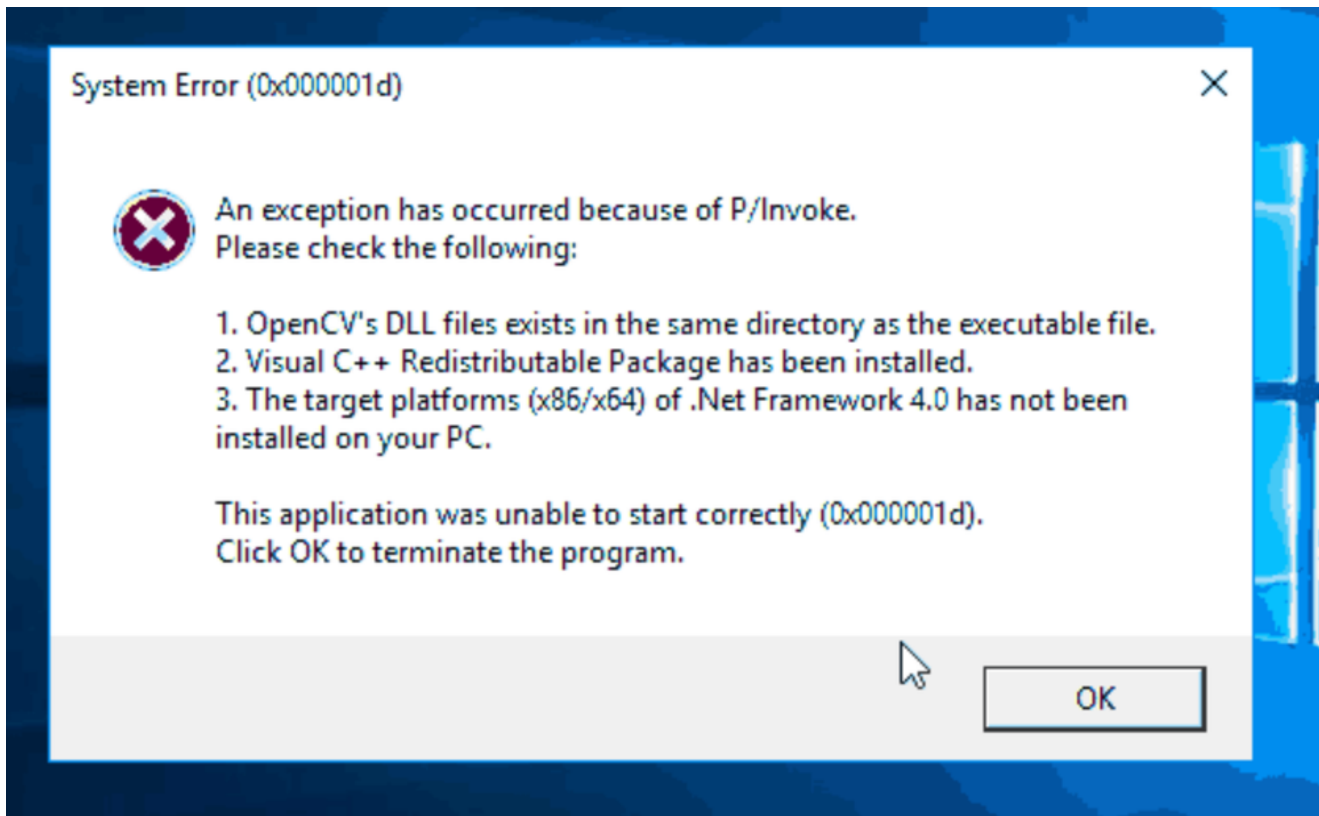 System Error (0x000001d)
An exception has occurred because of P/Invoke.
Please check the following:
1. OpenCV's DLL files exists in the same directory as the executable file.
2. Visual C++ Redistributable Package has been installed.
3. The target platforms (x86/x64) of .Net Framework 4.0 has not been
installed on your PC.
This application was unable to start correctly (0x000001d).
Click OK to terminate the program.
OK